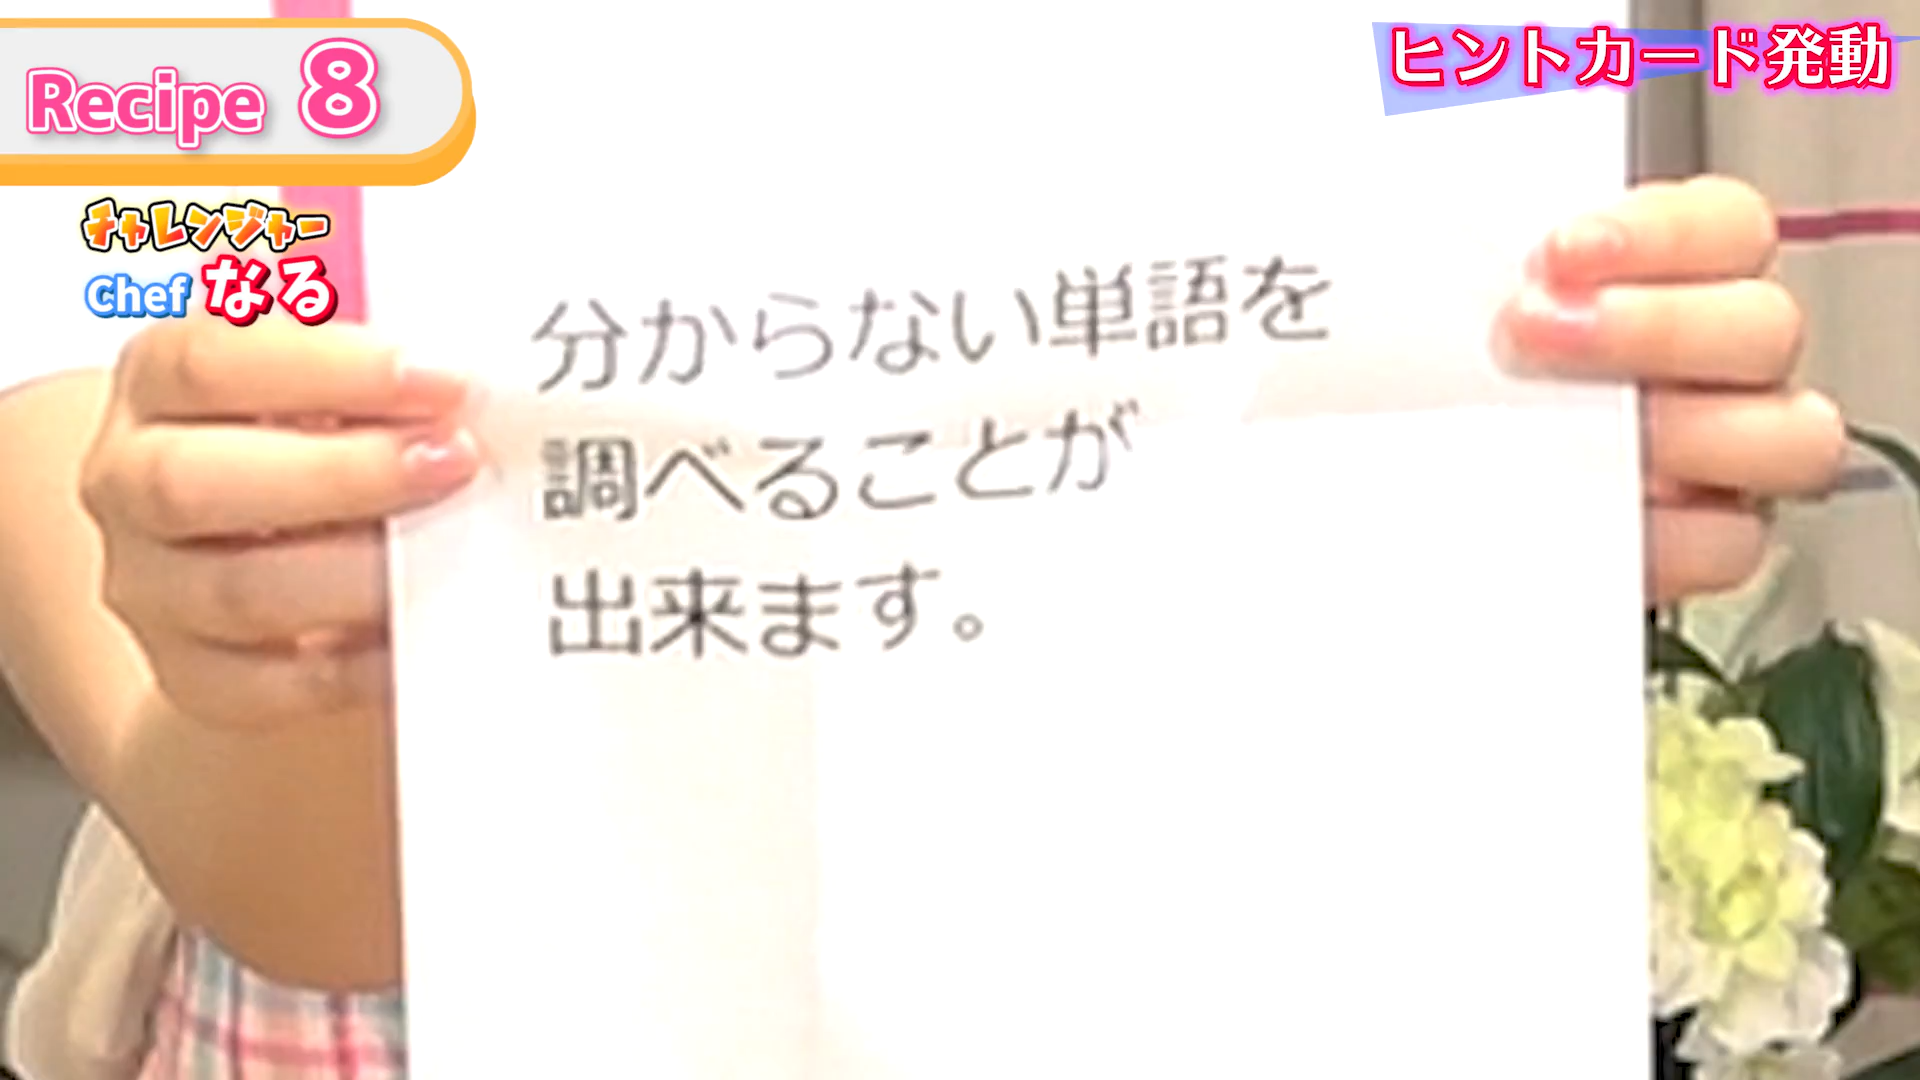 Recipe 8
ヒントカード発動
チャレンジャー
Chef なる
分からない単語を
調べることが
出来ます。